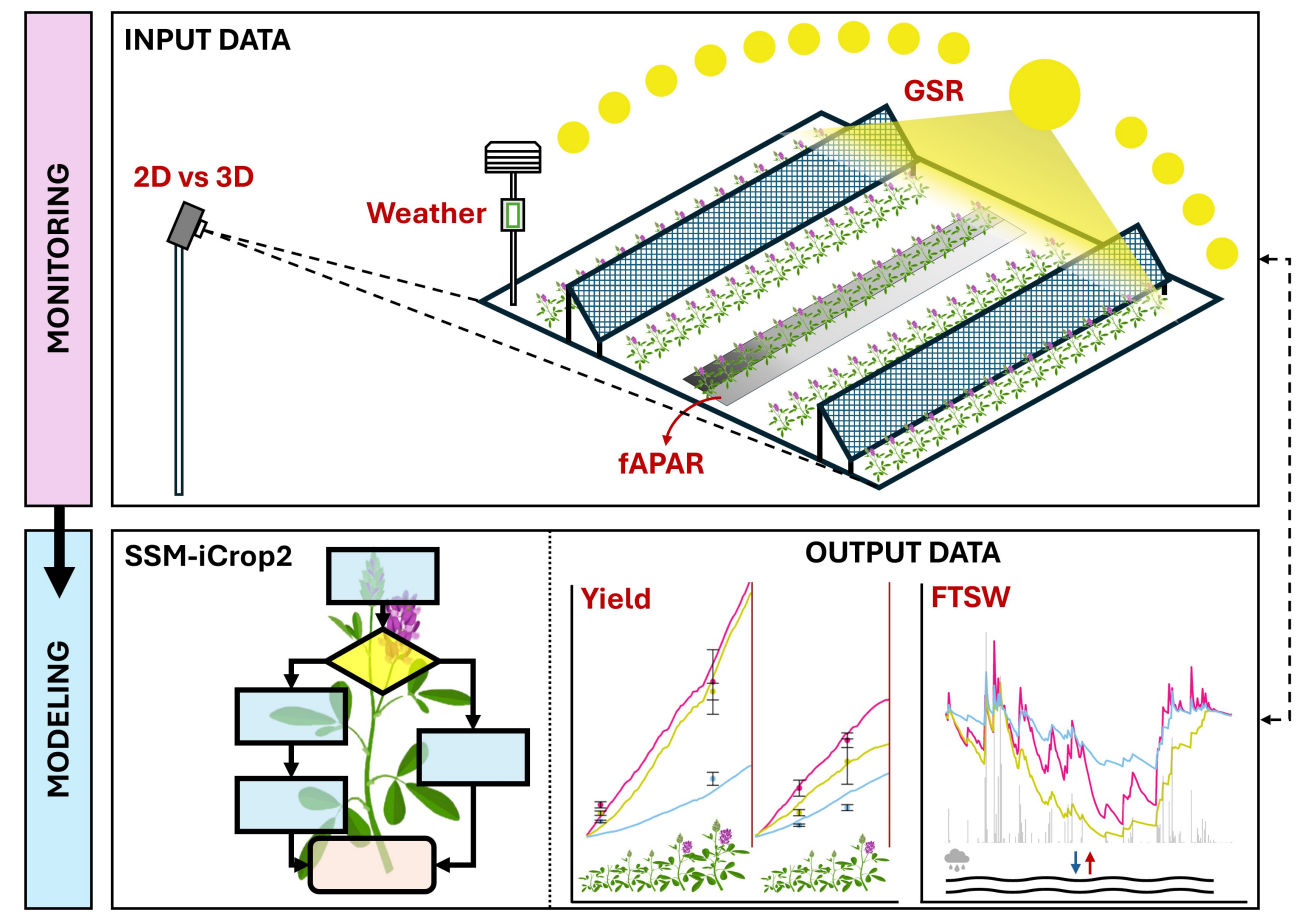 MONITORING
INPUT DATA
GSR
2D vs 3D
Weather
fAPAR
MODELING
SSM-iCrop2
OUTPUT DATA
Yield
FTSW